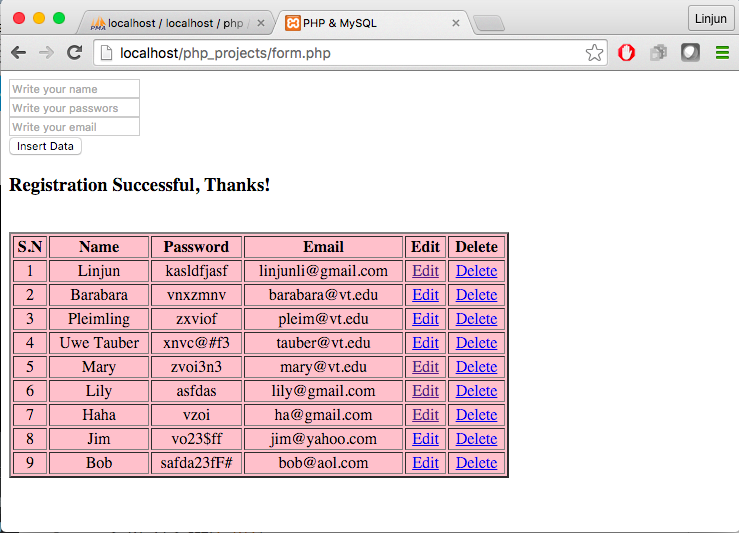 localhost / localhost / php
PHP & MySQL
Linjun
localhost/php_projects/form.php
Write your name
Write your passwors
Write your email
Insert Data
Registration Successful, Thanks!
S.N Name Password Email Edit Delete
1 Linjun kasldfjasf linjunli@gmail.com Edit Delete
2 Barabara vnxzmnv barabara@vt.edu Edit Delete
3 Pleimling zxviof pleim@vt.edu Edit Delete
4 Uwe Tauber xnvc@#f3 tauber@vt.edu Edit Delete
5 Mary zvoi3n3 mary@vt.edu Edit Delete
6 Lily asfdas lily@gmail.com Edit Delete
7 Haha vzoi ha@gmail.com Edit Delete
8 Jim vo23$ff jim@yahoo.com Edit Delete
9 Bob safda23fF# bob@aol.com Edit Delete